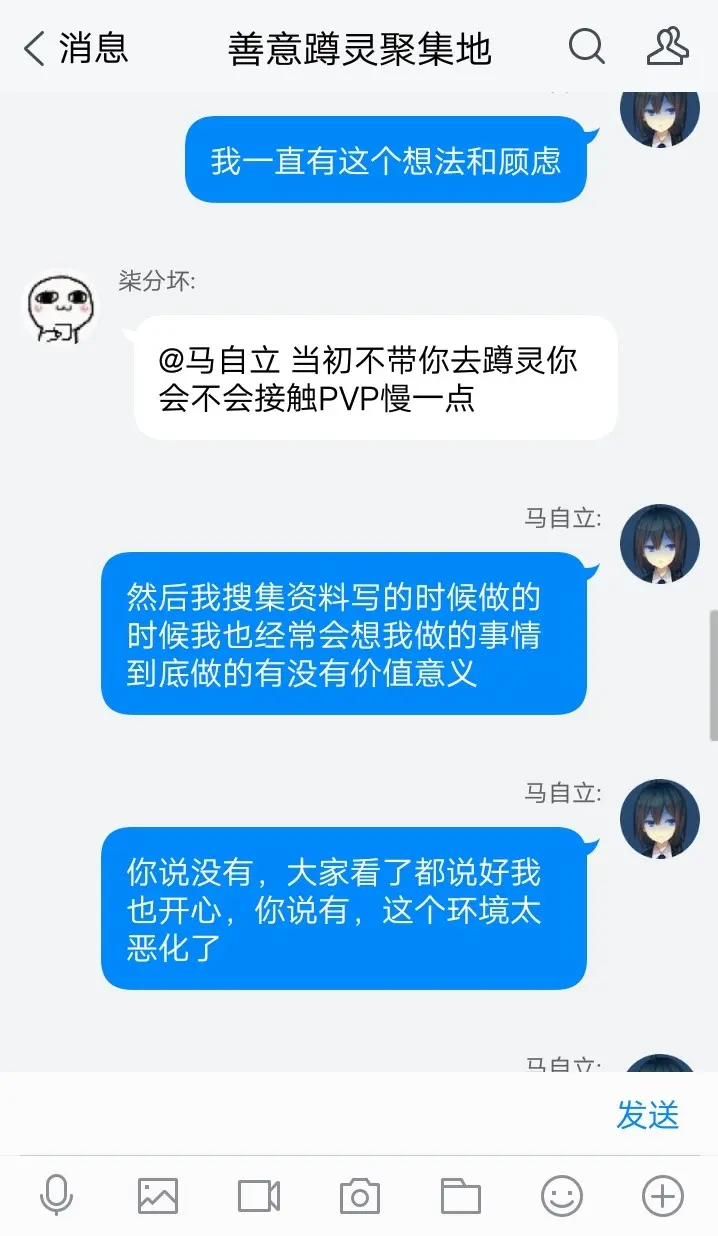 消息
善意蹲灵聚集地
我一直有这个想法和顾虑
柒分坏:
@马自立 当初不带你去蹲灵你
会不会接触PVP慢一点
马自立:
然后我搜集资料写的时候做的
时候我也经常会想我做的事情
到底做的有没有价值意义
马自立:
你说没有，大家看了都说好我
也开心，你说有，这个环境太
恶化了
马自立:
发送